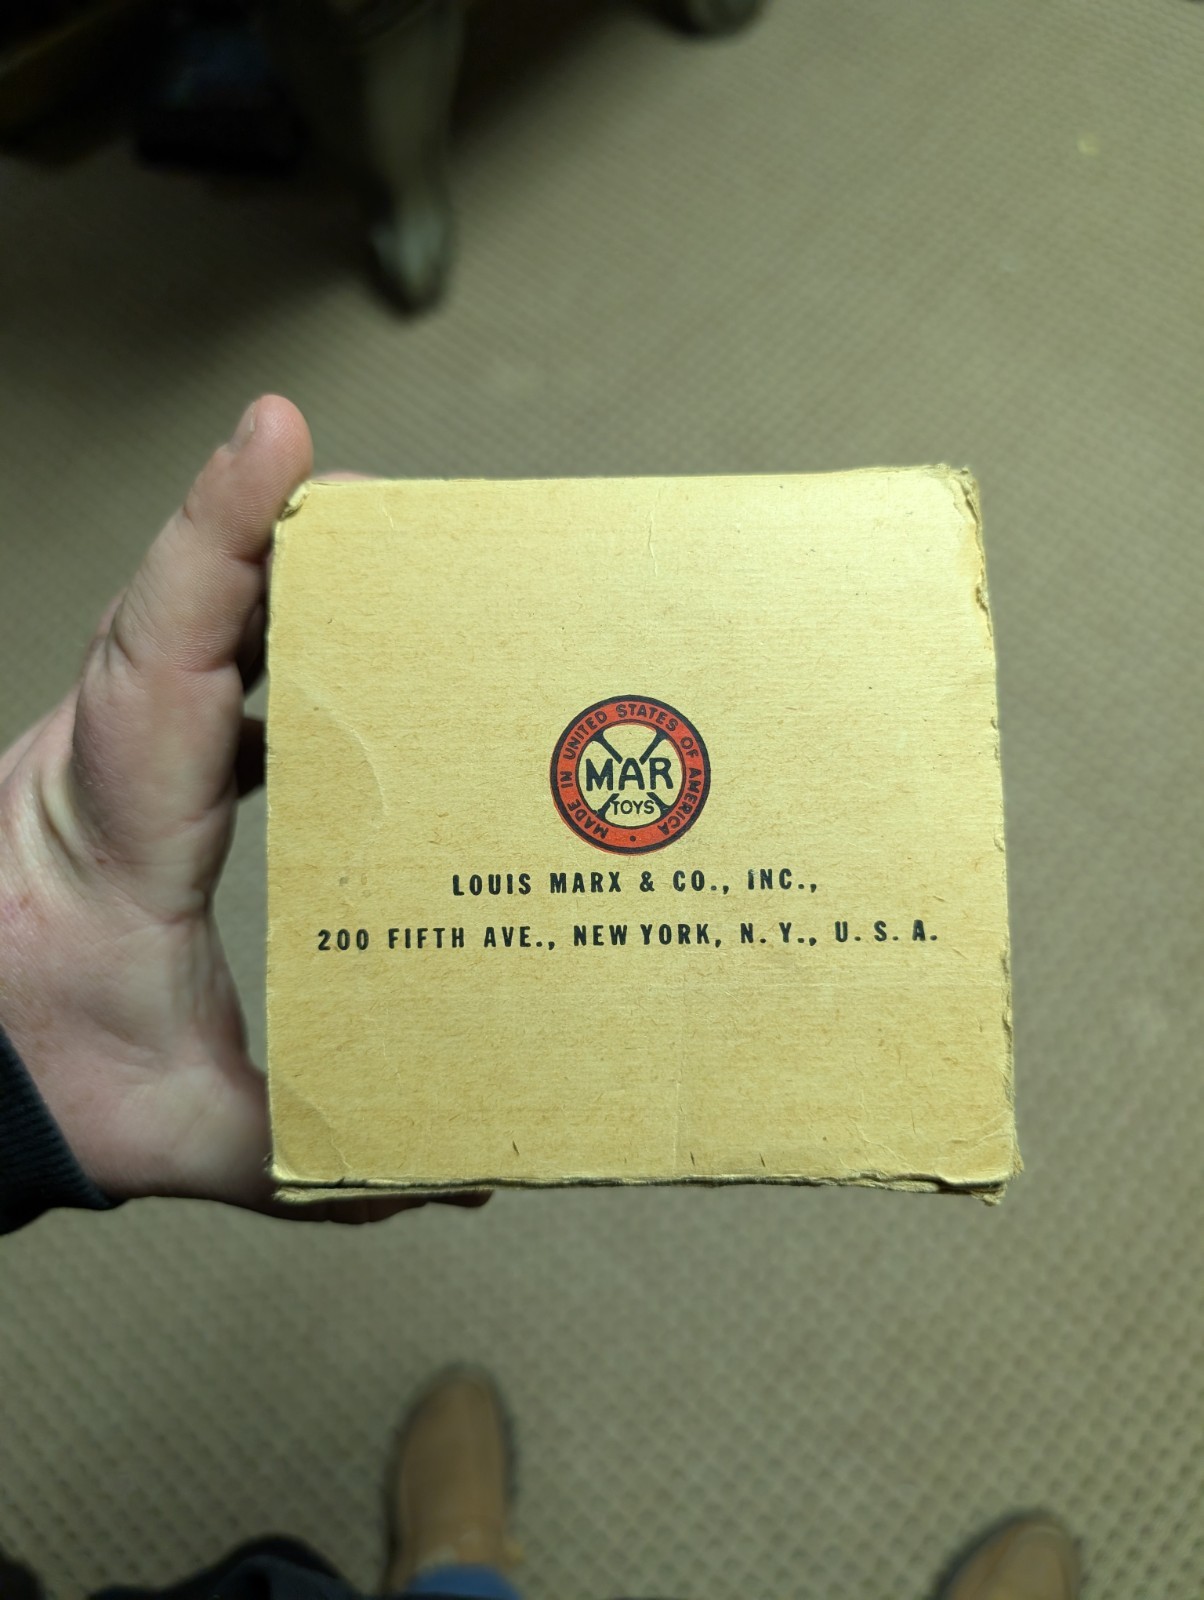 MADE IN UNITED STATES OF AMERICA •
MAR
TOYS
LOUIS MARX & CO., INC.,
200 FIFTH AVE., NEW YORK, N. Y., U. S. A.